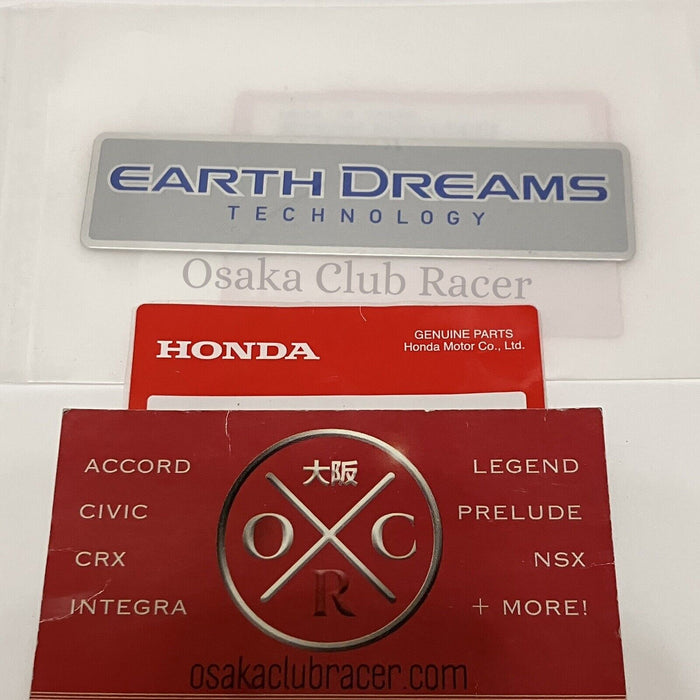 EARTH DREAMS
TECHNOLOGY
Osaka Club Racer
HONDA
GENUINE PARTS
Honda Motor Co., Ltd.
ACCORD
CIVIC
CRX
INTEGRA
大阪
O C
R
LEGEND
PRELUDE
NSX
+ MORE!
osakaclubracer.com